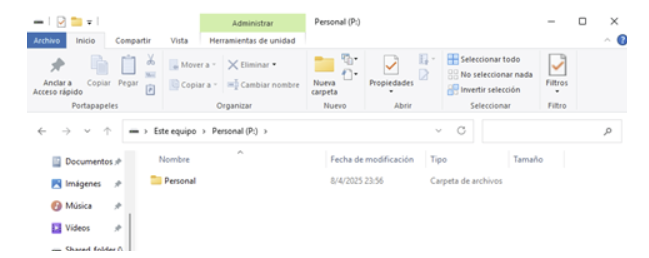 Administrar
Personal (P:)
Archivo Inicio Compartir Vista Herramientas de unidad
Anclar a Acceso rápido
Copiar
Pegar
Mover a
Copiar a
Eliminar
Cambiar nombre
Nueva carpeta
Propiedades
Seleccionar todo
No seleccionar nada
Invertir selección
Filtros
Portapapeles Organizar Nuevo Abrir Seleccionar Filtro
Este equipo > Personal (P:) >
Documentos
Imágenes
Música
Vídeos
Shared_folder
Nombre Fecha de modificación Tipo Tamaño
Personal 8/4/2025 23:56 Carpeta de archivos